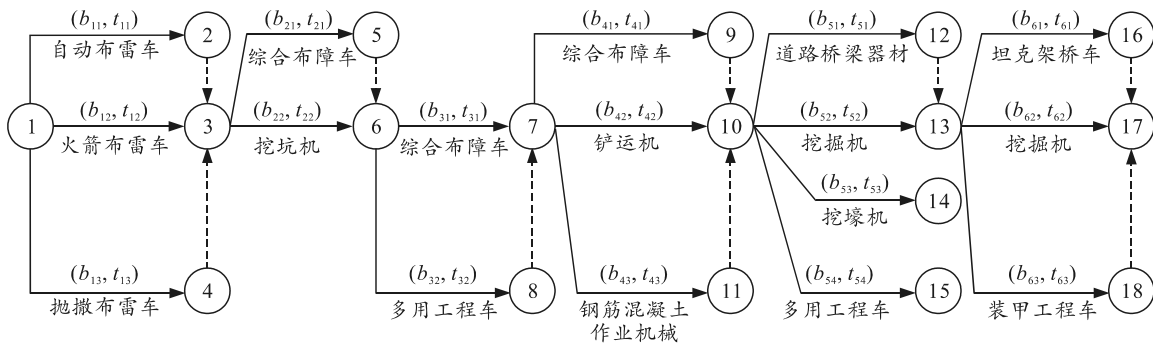 (b₁₁, t₁₁)
自动布雷车
2
1
(b₁₂, t₁₂)
火箭布雷车
3
(b₁₃, t₁₃)
抛撒布雷车
4
(b₂₁, t₂₁)
综合布障车
5
(b₂₂, t₂₂)
挖坑机
6
(b₃₁, t₃₁)
综合布障车
7
(b₃₂, t₃₂)
多用工程车
8
(b₄₁, t₄₁)
综合布障车
9
(b₄₂, t₄₂)
铲运机
10
(b₄₃, t₄₃)
钢筋混凝土
作业机械
11
(b₅₁, t₅₁)
道路桥梁器材
12
(b₅₂, t₅₂)
挖掘机
13
(b₅₃, t₅₃)
挖壕机
14
(b₅₄, t₅₄)
多用工程车
15
(b₆₁, t₆₁)
坦克架桥车
16
(b₆₂, t₆₂)
挖掘机
17
(b₆₃, t₆₃)
装甲工程车
18